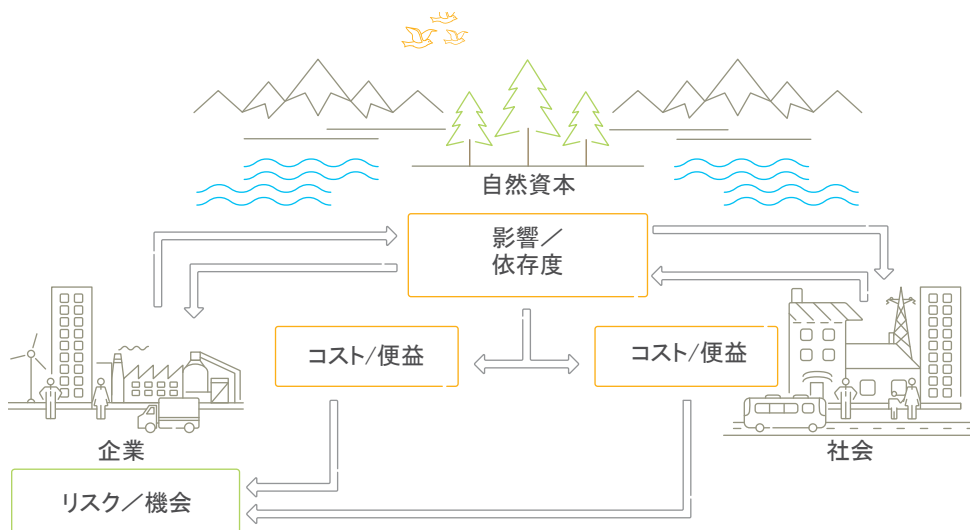 自然資本
影響／
依存度
コスト/便益
コスト/便益
企業
社会
リスク／機会